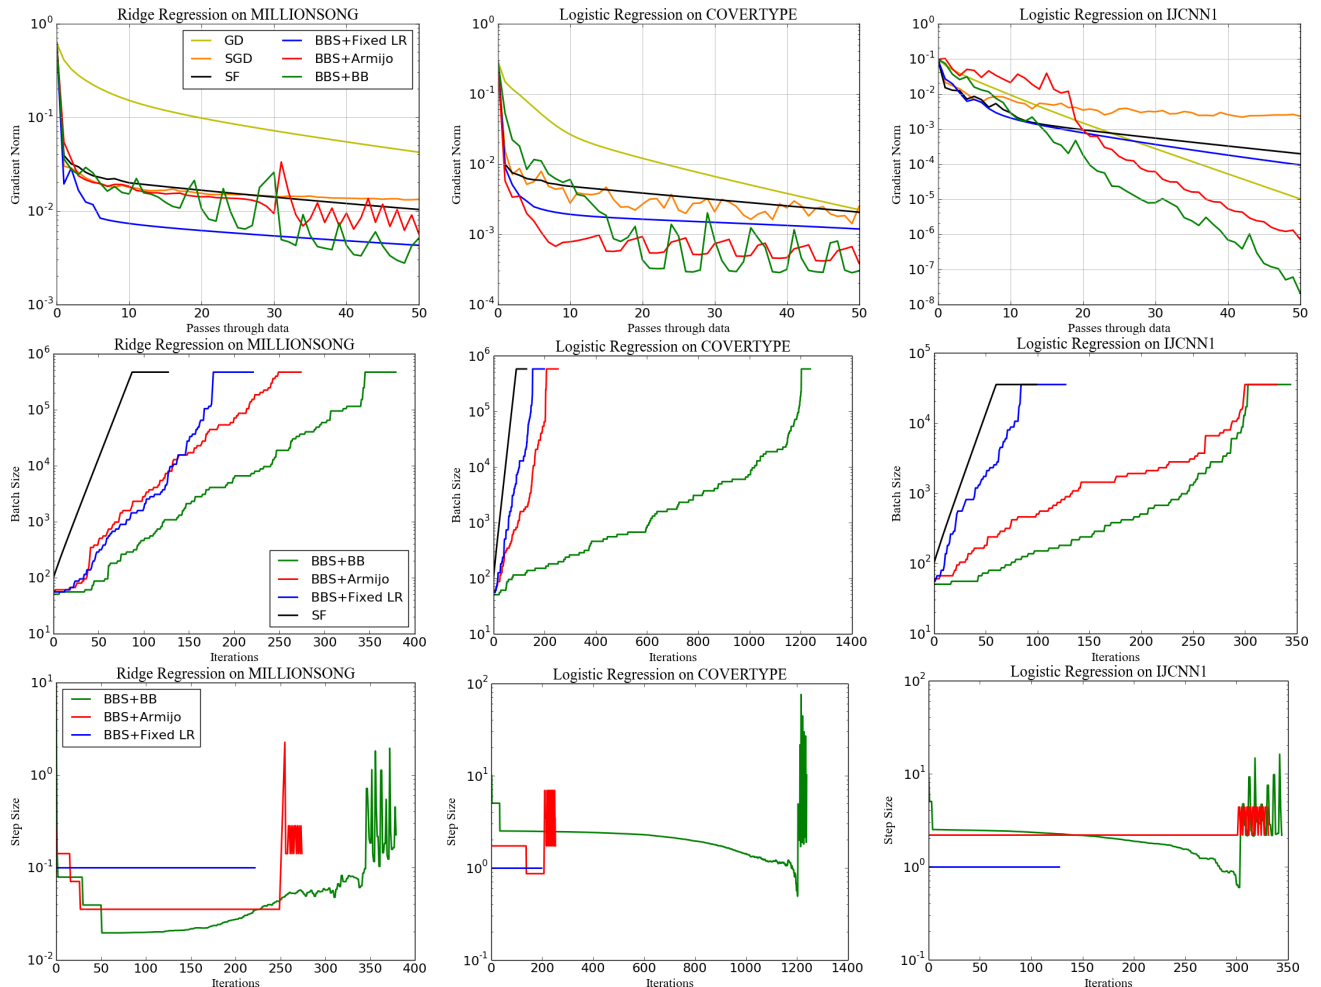 Ridge Regression on MILLIONSONG
Logistic Regression on COVERTYPE
Logistic Regression on IJCNN1
Gradient Norm
10^0
10^-1
10^-2
10^-3
GD
SGD
SF
BBS+Fixed LR
BBS+Armijo
BBS+BB
0 10 20 30 40 50
Passes through data
Gradient Norm
10^0
10^-1
10^-2
10^-3
10^-4
0 10 20 30 40 50
Passes through data
Gradient Norm
10^0
10^-1
10^-2
10^-3
10^-4
10^-5
10^-6
10^-7
10^-8
0 10 20 30 40 50
Passes through data
Ridge Regression on MILLIONSONG
Logistic Regression on COVERTYPE
Logistic Regression on IJCNN1
Batch Size
10^6
10^5
10^4
10^3
10^2
10^1
BBS+BB
BBS+Armijo
BBS+Fixed LR
SF
0 50 100 150 200 250 300 350 400
Iterations
Batch Size
10^6
10^5
10^4
10^3
10^2
10^1
0 200 400 600 800 1000 1200 1400
Iterations
Batch Size
10^5
10^4
10^3
10^2
10^1
0 50 100 150 200 250 300 350
Iterations
Ridge Regression on MILLIONSONG
Logistic Regression on COVERTYPE
Logistic Regression on IJCNN1
Step Size
10^1
10^0
10^-1
10^-2
BBS+BB
BBS+Armijo
BBS+Fixed LR
0 50 100 150 200 250 300 350 400
Iterations
Step Size
10^2
10^1
10^0
10^-1
0 200 400 600 800 1000 1200 1400
Iterations
Step Size
10^2
10^1
10^0
10^-1
0 50 100 150 200 250 300 350
Iterations